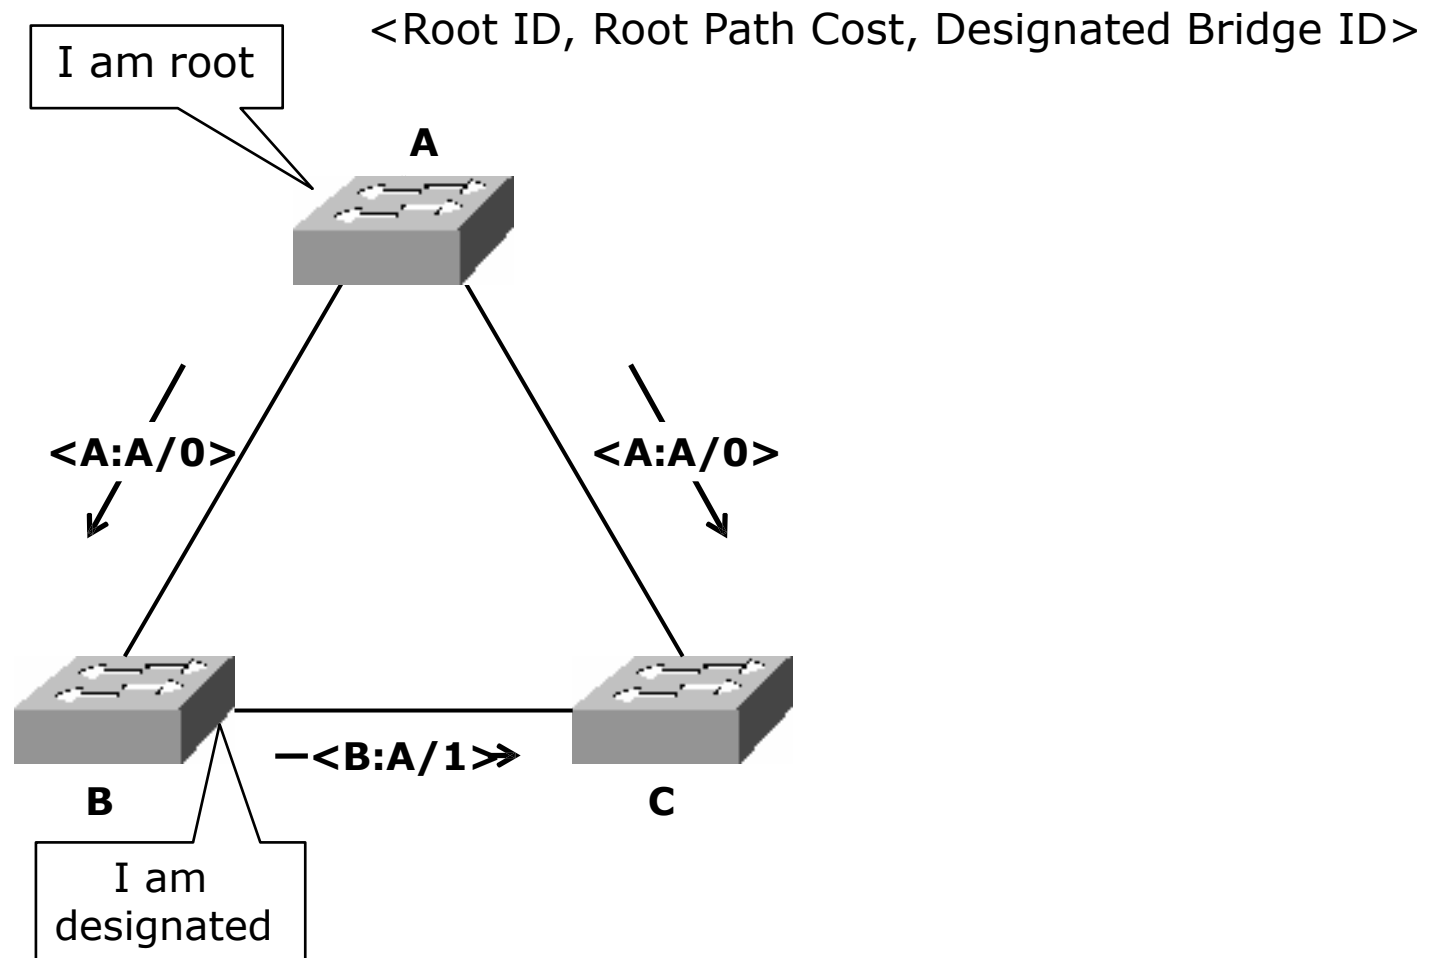 <Root ID, Root Path Cost, Designated Bridge ID>
I am root
A
<A:A/0>
<A:A/0>
<B:A/1>
B
C
I am
designated